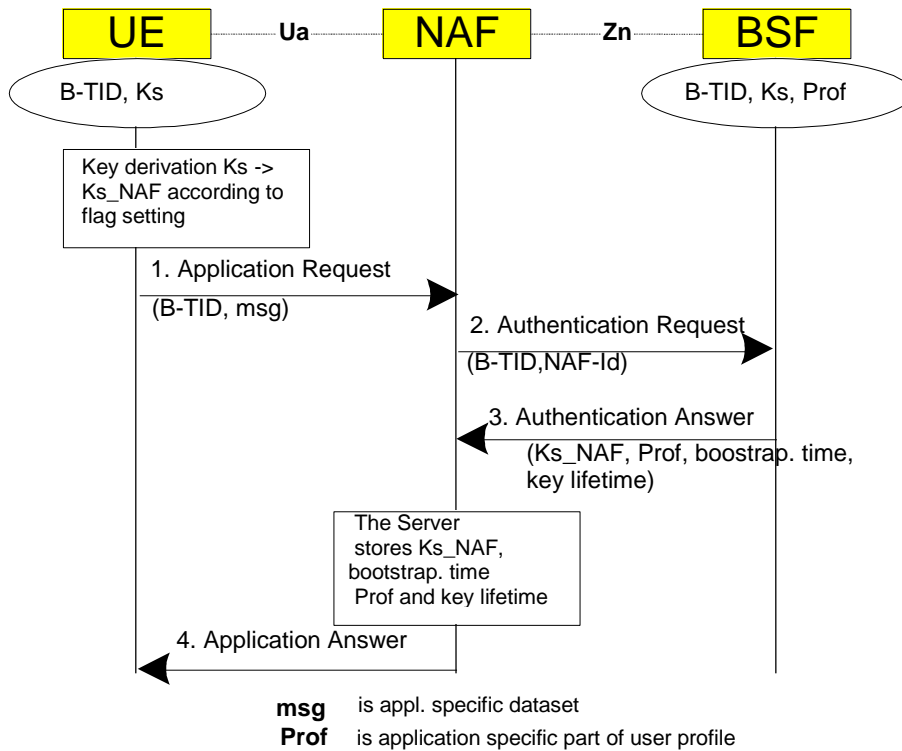 UE Ua NAF Zn BSF
B-TID, Ks
B-TID, Ks, Prof
Key derivation Ks ->
Ks_NAF according to
flag setting
1. Application Request
(B-TID, msg)
2. Authentication Request
(B-TID,NAF-Id)
3. Authentication Answer
(Ks_NAF, Prof, boostrap. time,
key lifetime)
The Server
stores Ks_NAF,
bootstrap. time
Prof and key lifetime
4. Application Answer
msg is appl. specific dataset
Prof is application specific part of user profile